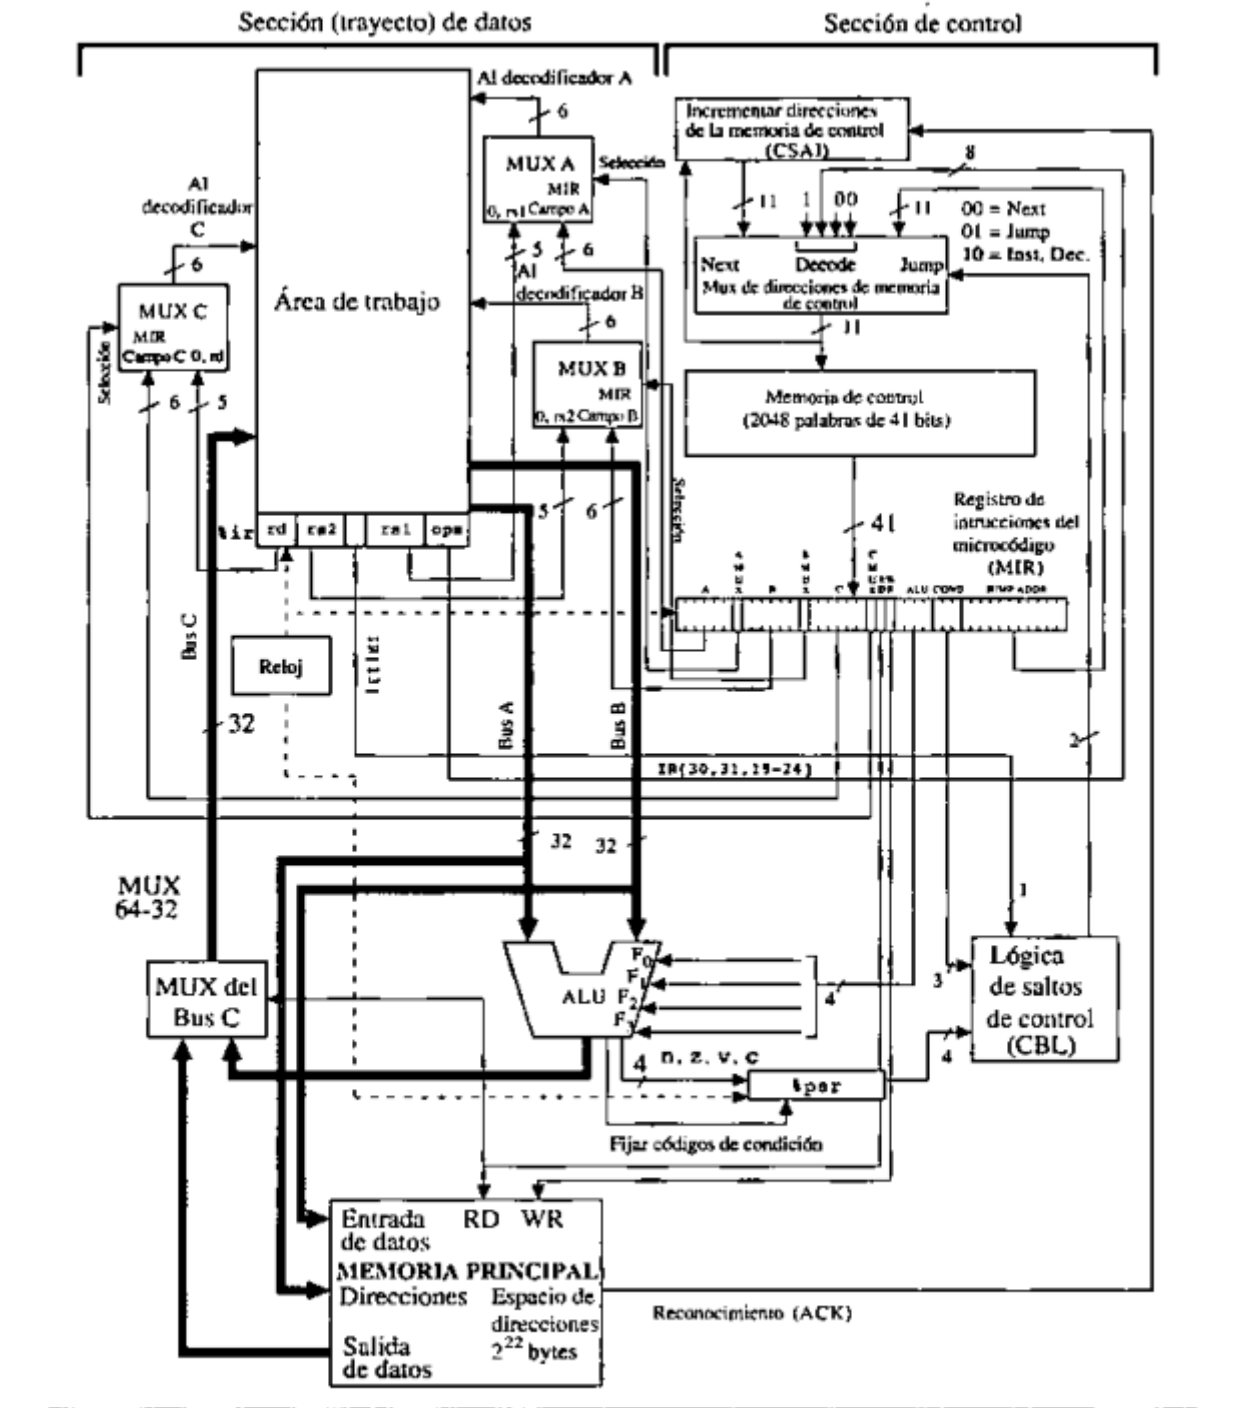 Sección (trayecto) de datos
Sección de control
Al decodificador A
6
MUX A
MIR
0, rs1 Campo A
Selección
5
6
Al
decodificador
C
6
MUX C
MIR
Campo C 0, rd
Selección
6
5
Área de trabajo
Al
decodificador B
6
MUX B
MIR
0, rs2 Campo B
5
6
Selección
Incrementar direcciones
de la memoria de control
(CSAI)
8
11
1
00
11
00 = Next
01 = Jump
10 = Inst, Dec.
Next
Decode
Jump
Mux de direcciones de memoria
de control
11
Memoria de control
(2048 palabras de 41 bits)
41
Registro de
intrucciones del
microcódigo
(MIR)
A
B
C
ALU
COND
%ir
rd
rs2
rs1
ops
Reloj
Bus C
32
Bus A
Bus B
2
32
32
1
MUX
64-32
MUX del
Bus C
ALU
F0
F1
F2
F3
4
3
Lógica
de saltos
de control
(CBL)
4
4
n, z, v, c
%psr
Fijar códigos de condición
Entrada
de datos
RD
WR
MEMORIA PRINCIPAL
Direcciones
Espacio de
direcciones
2^22 bytes
Salida
de datos
Reconocimiento (ACK)